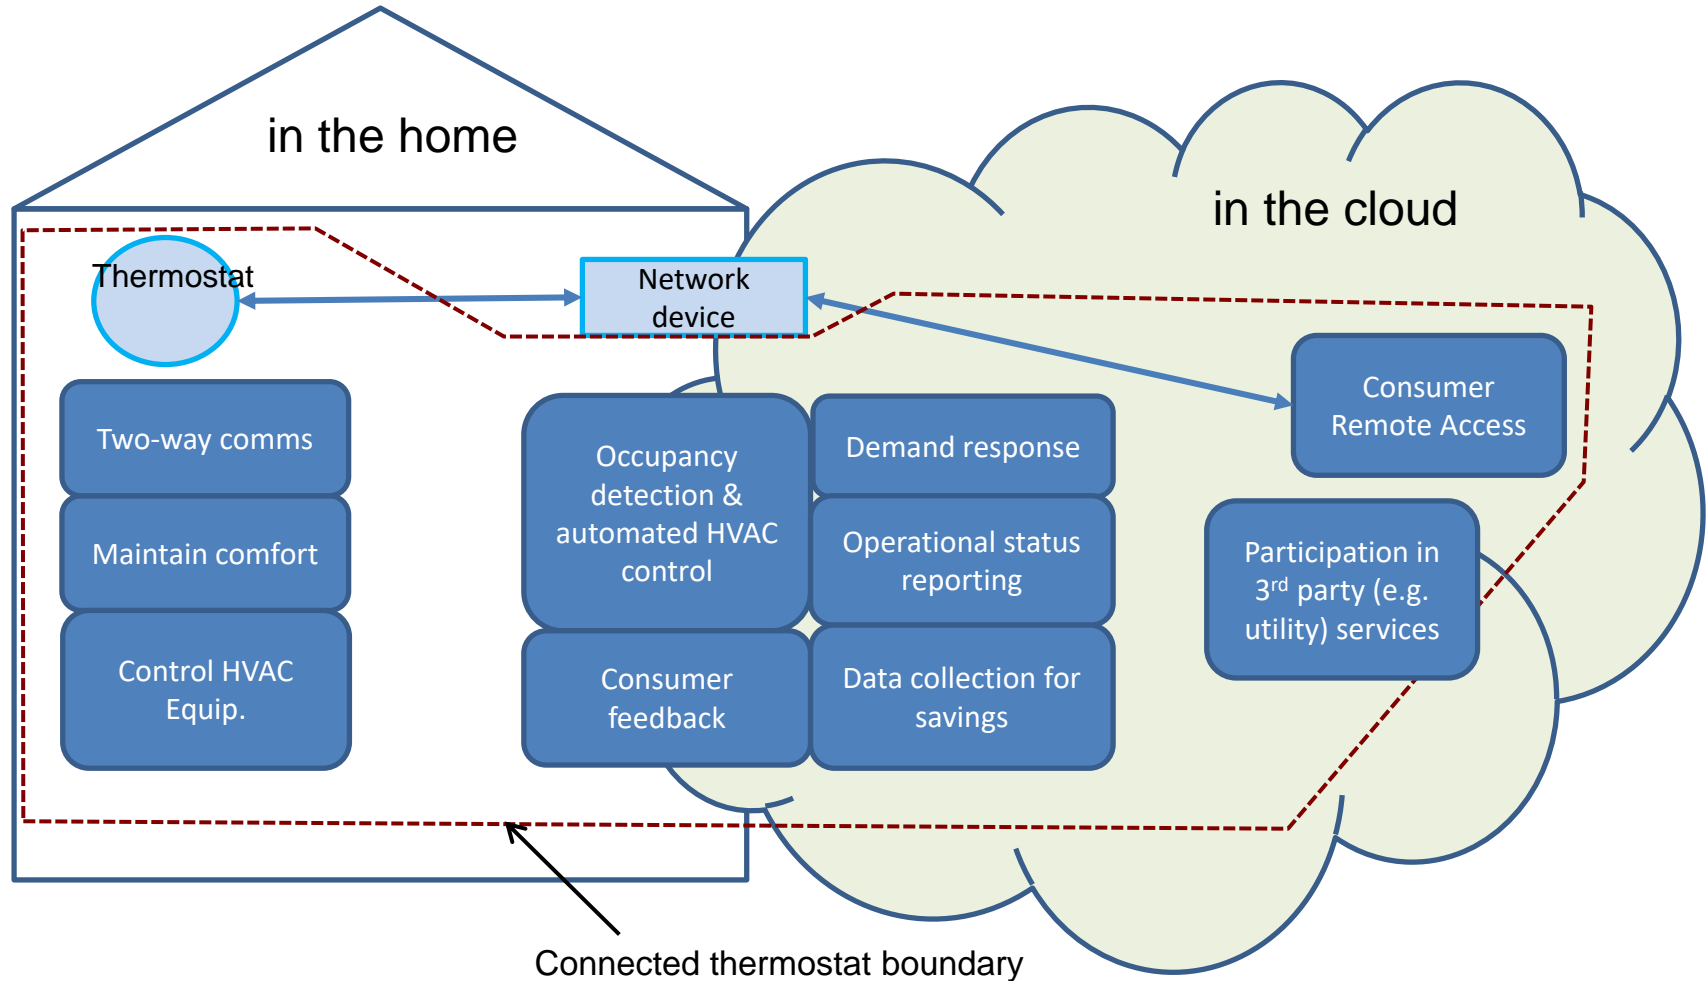 in the home
in the cloud
Thermostat
Network
device
Consumer
Remote Access
Two-way comms
Maintain comfort
Control HVAC
Equip.
Occupancy
detection &
automated HVAC
control
Consumer
feedback
Demand response
Operational status
reporting
Data collection for
savings
Participation in
3rd party (e.g.
utility) services
Connected thermostat boundary